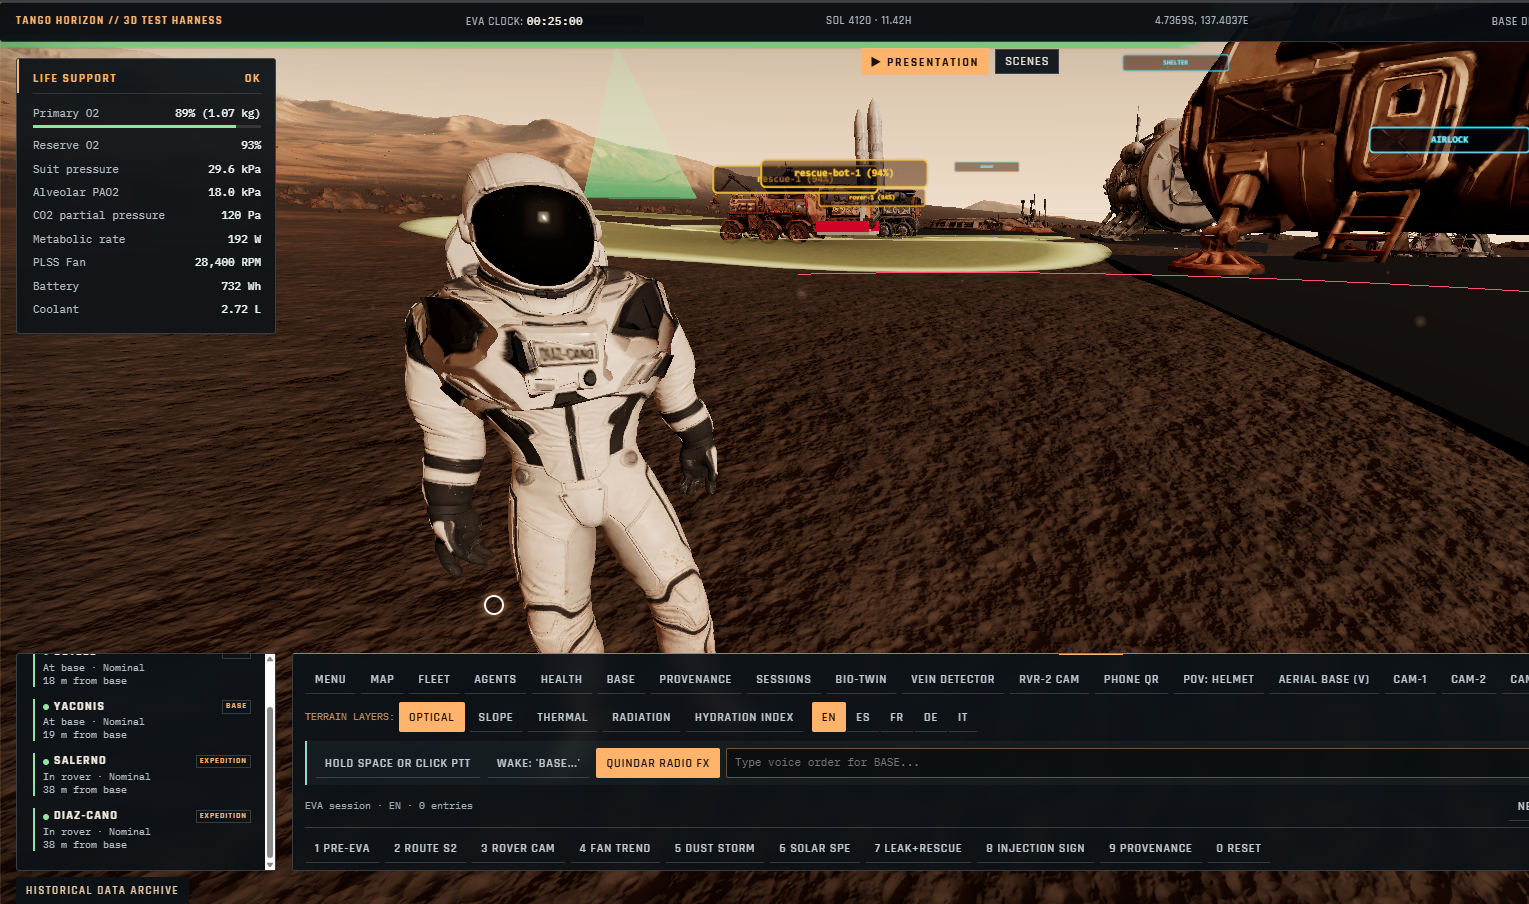 TANGO HORIZON // 3D TEST HARNESS
EVA CLOCK: 00:25:00
SOL 4120 · 11.42H
4.7369S, 137.4037E
BASE
▶ PRESENTATION
SCENES
SHELTER
AIRLOCK
rescue-bot-1 (94%)
LIFE SUPPORT OK
Primary O2 89% (1.07 kg)
Reserve O2 93%
Suit pressure 29.6 kPa
Alveolar PAO2 18.0 kPa
CO2 partial pressure 120 Pa
Metabolic rate 192 W
PLSS Fan 28,400 RPM
Battery 732 Wh
Coolant 2.72 L
DIAZ-CANO
At base · Nominal
18 m from base
YACONIS BASE
At base · Nominal
19 m from base
SALERNO EXPEDITION
In rover · Nominal
38 m from base
DIAZ-CANO EXPEDITION
In rover · Nominal
38 m from base
HISTORICAL DATA ARCHIVE
MENU MAP FLEET AGENTS HEALTH BASE PROVENANCE SESSIONS BIO-TWIN VEIN DETECTOR RVR-2 CAM PHONE QR POV: HELMET AERIAL BASE (V) CAM-1 CAM-2
TERRAIN LAYERS: OPTICAL SLOPE THERMAL RADIATION HYDRATION INDEX EN ES FR DE IT
HOLD SPACE OR CLICK PTT WAKE: 'BASE...' QUINDAR RADIO FX Type voice order for BASE...
EVA session · EN · 0 entries
1 PRE-EVA 2 ROUTE S2 3 ROVER CAM 4 FAN TREND 5 DUST STORM 6 SOLAR SPE 7 LEAK+RESCUE 8 INJECTION SIGN 9 PROVENANCE 0 RESET